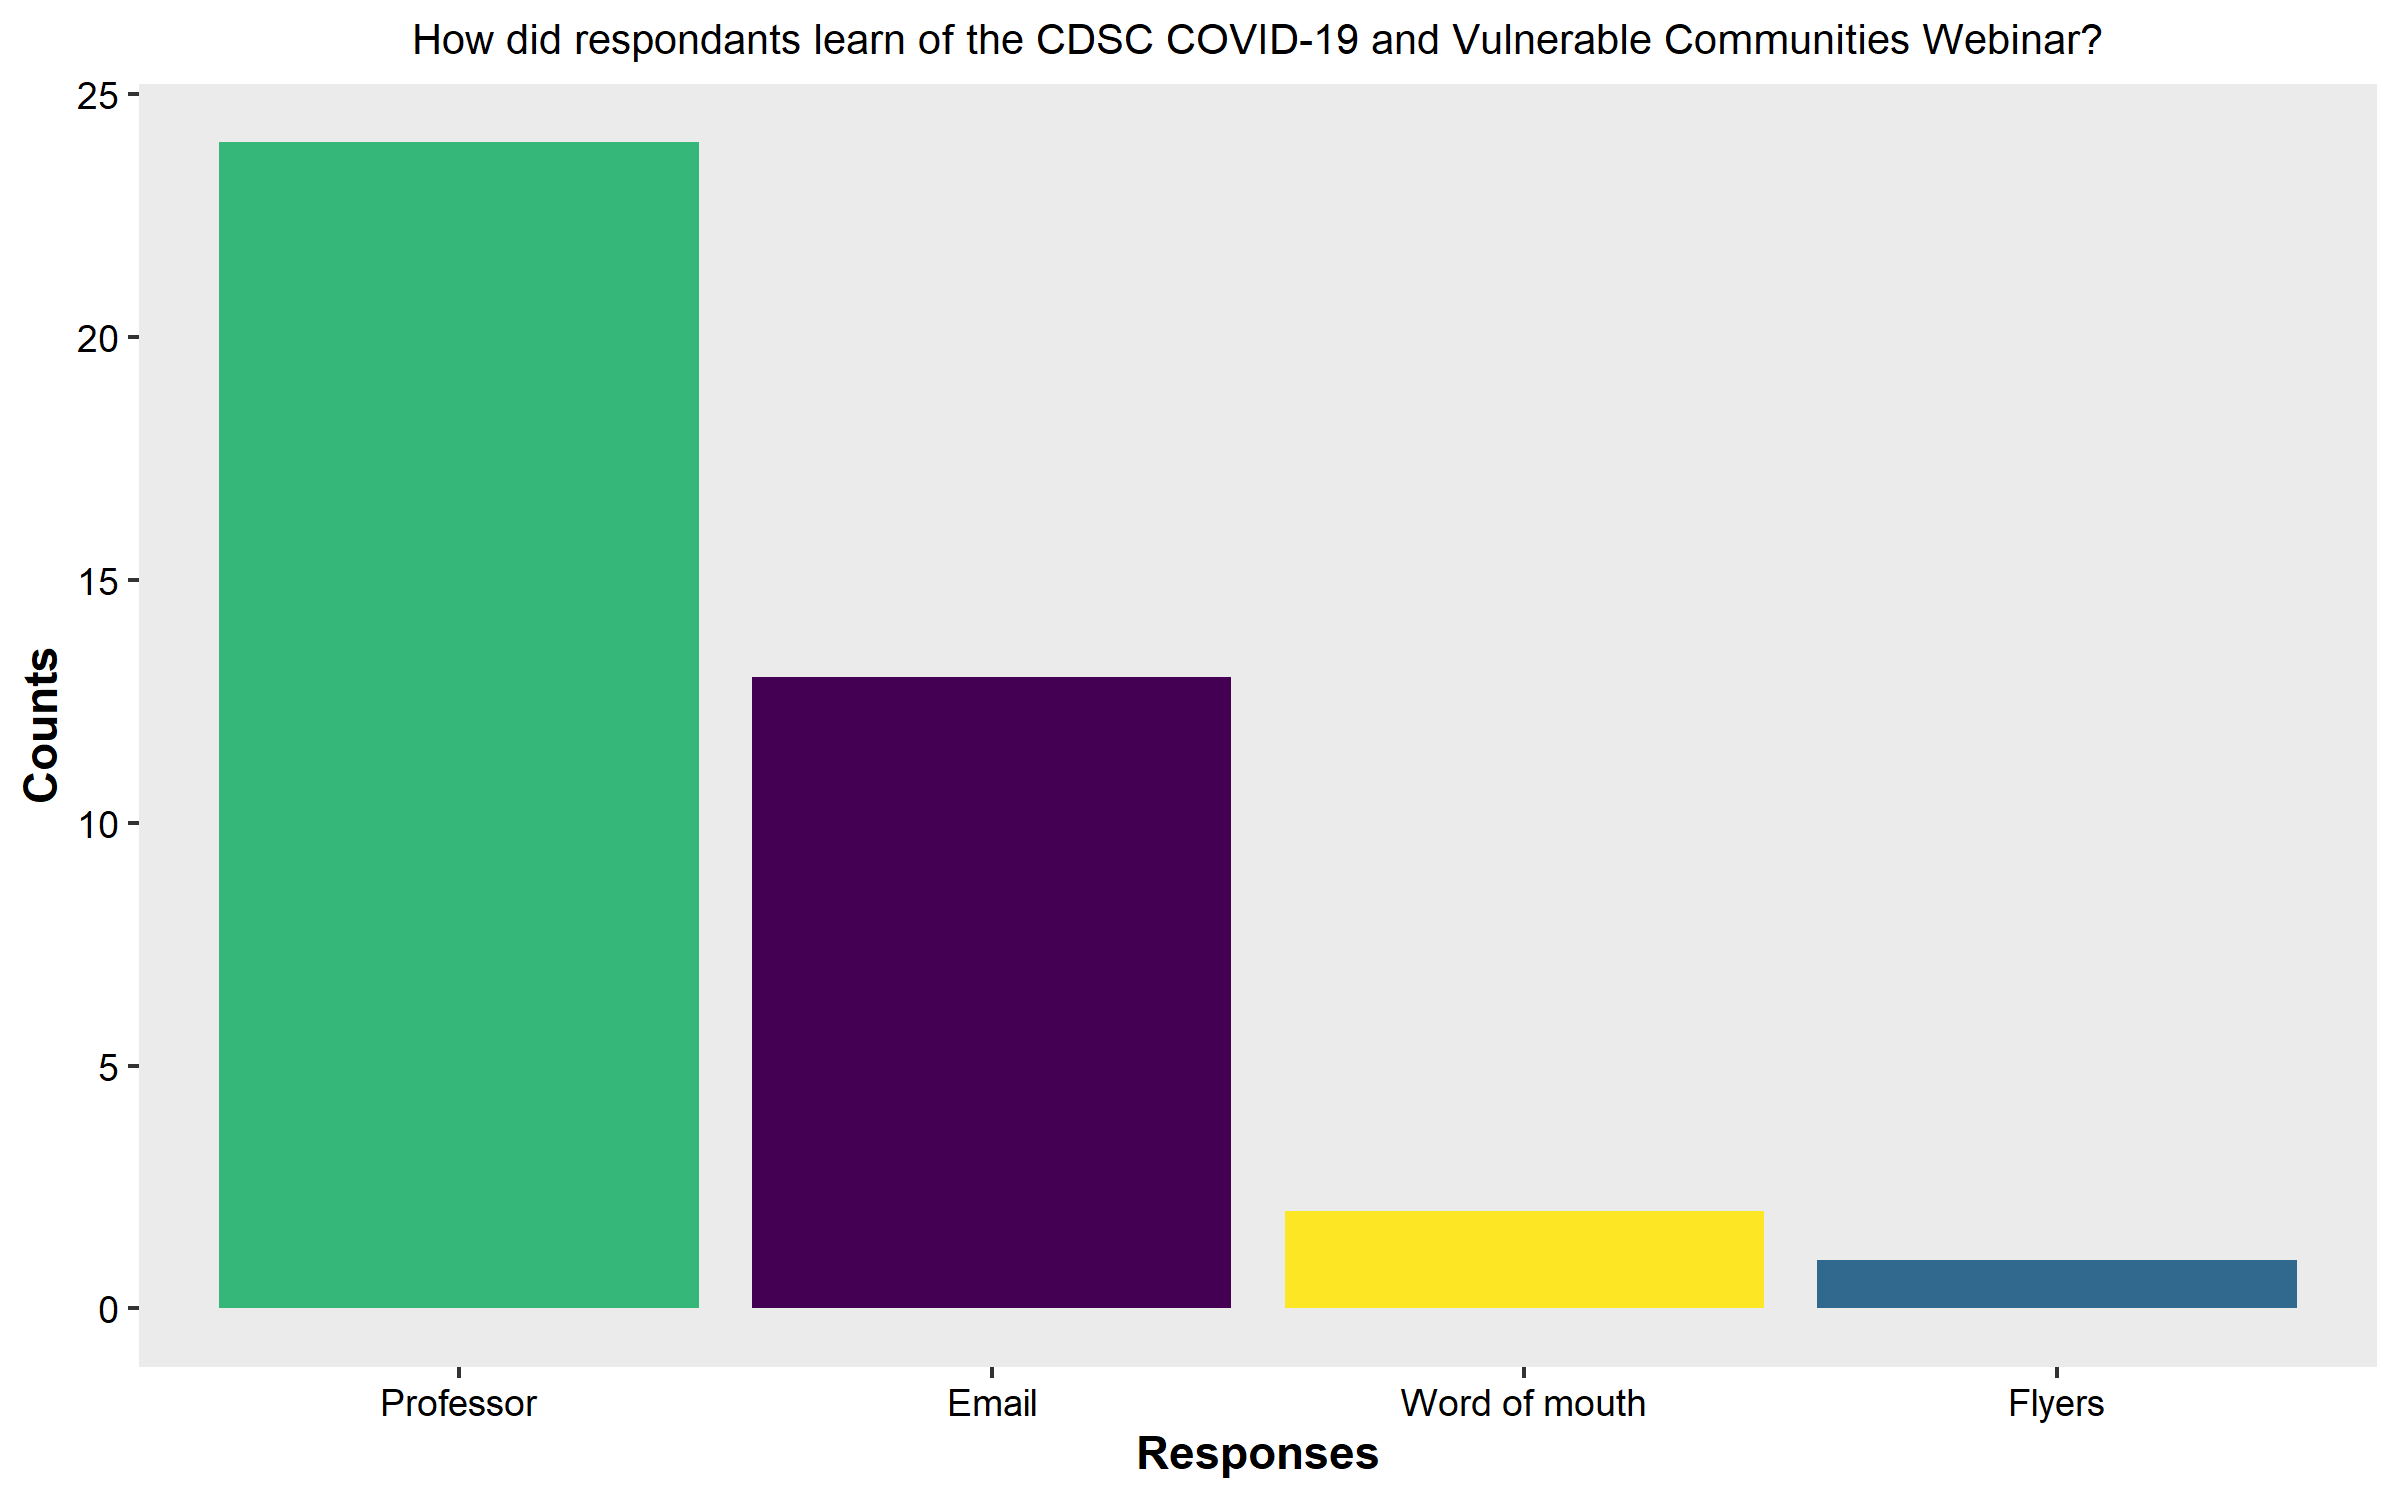 How did respondants learn of the CDSC COVID-19 and Vulnerable Communities Webinar?
25
20
15
10
5
0
Counts
Professor
Email
Word of mouth
Flyers
Responses